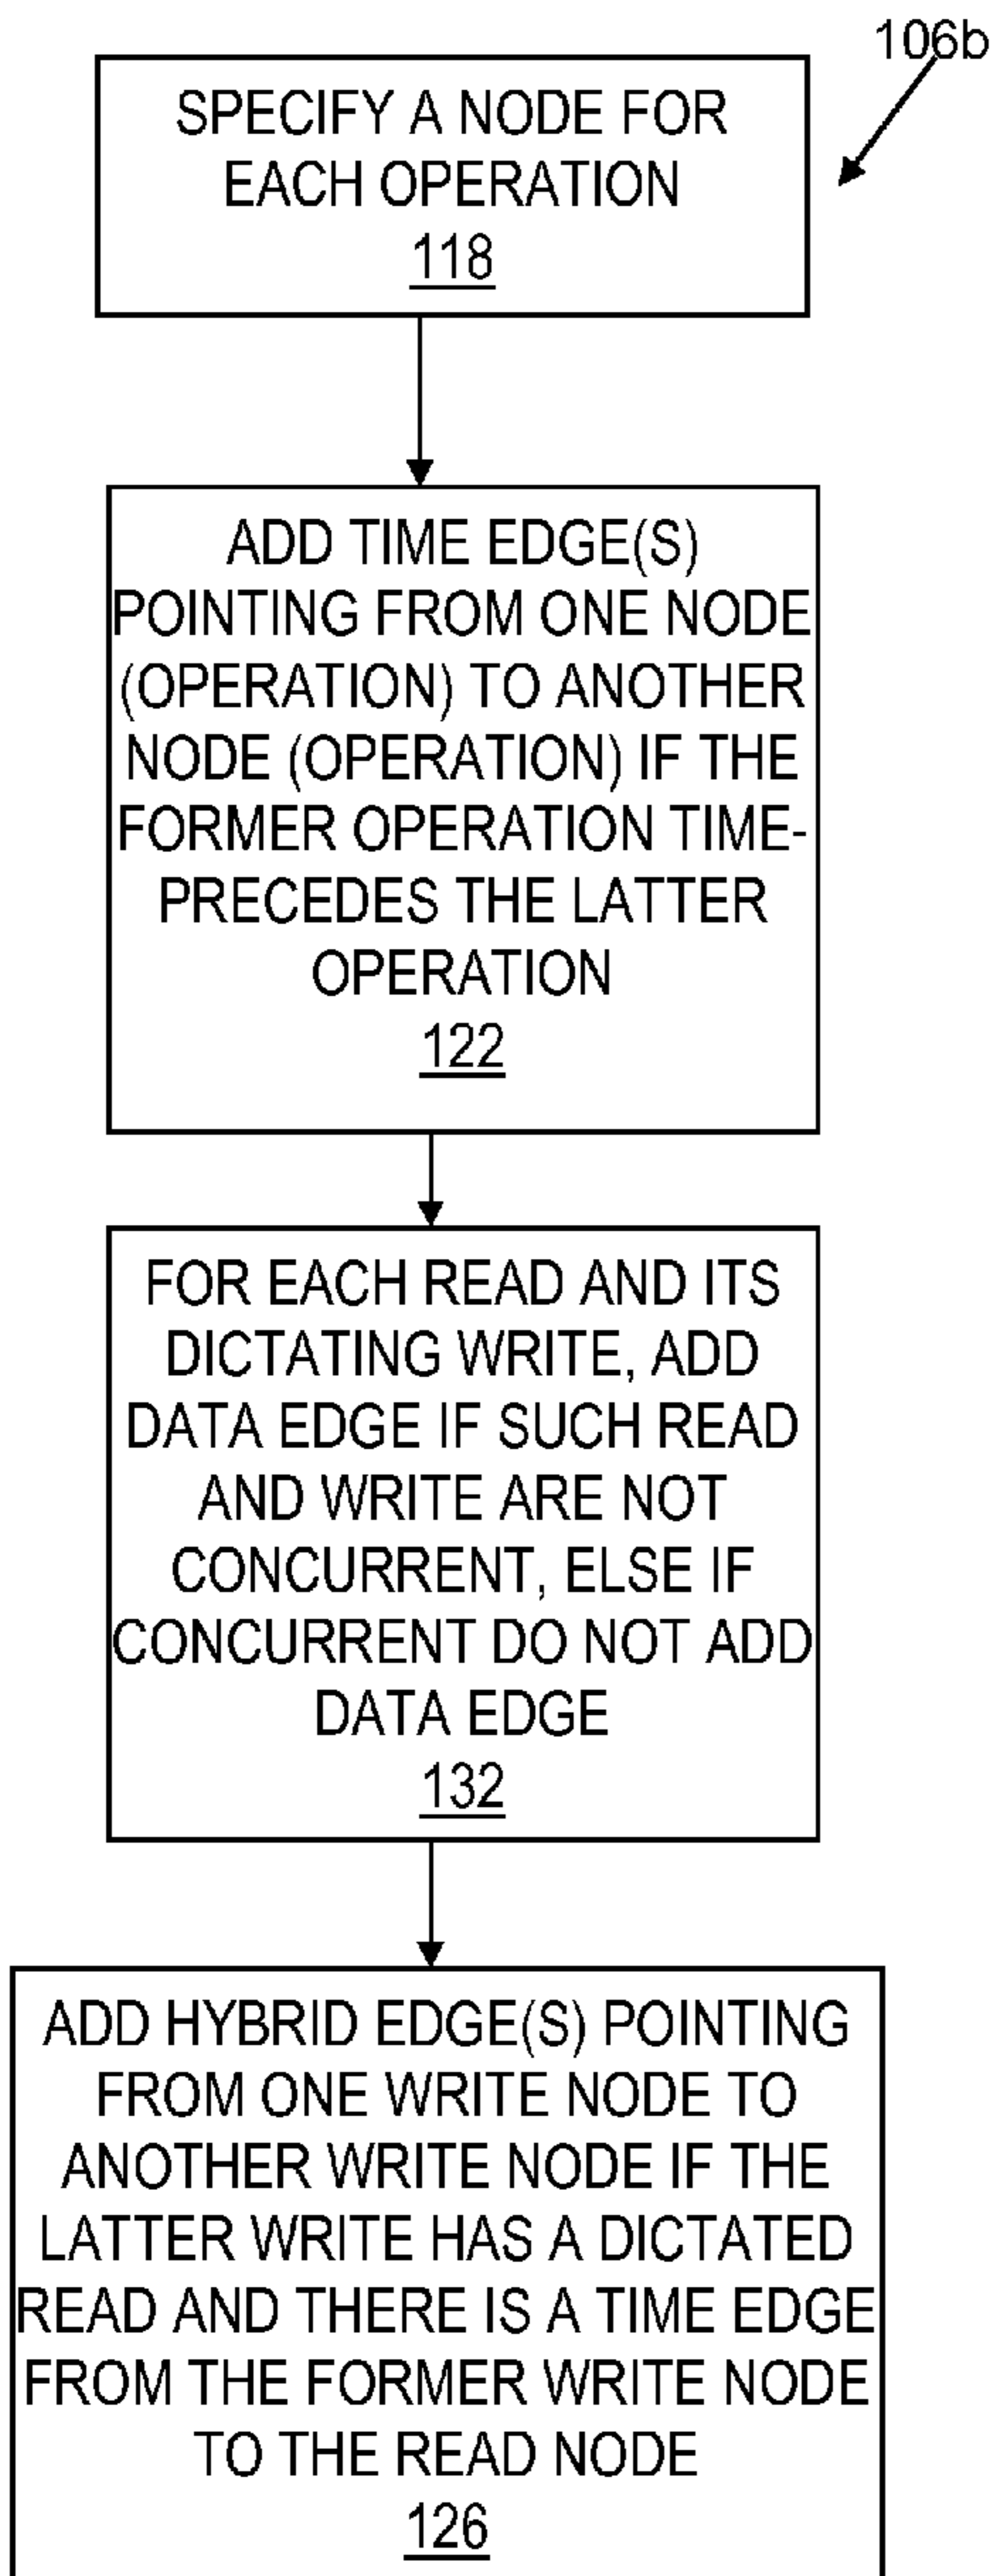 106b
SPECIFY A NODE FOR
EACH OPERATION
118
ADD TIME EDGE(S)
POINTING FROM ONE NODE
(OPERATION) TO ANOTHER
NODE (OPERATION) IF THE
FORMER OPERATION TIME-
PRECEDES THE LATTER
OPERATION
122
FOR EACH READ AND ITS
DICTATING WRITE, ADD
DATA EDGE IF SUCH READ
AND WRITE ARE NOT
CONCURRENT, ELSE IF
CONCURRENT DO NOT ADD
DATA EDGE
132
ADD HYBRID EDGE(S) POINTING
FROM ONE WRITE NODE TO
ANOTHER WRITE NODE IF THE
LATTER WRITE HAS A DICTATED
READ AND THERE IS A TIME EDGE
FROM THE FORMER WRITE NODE
TO THE READ NODE
126